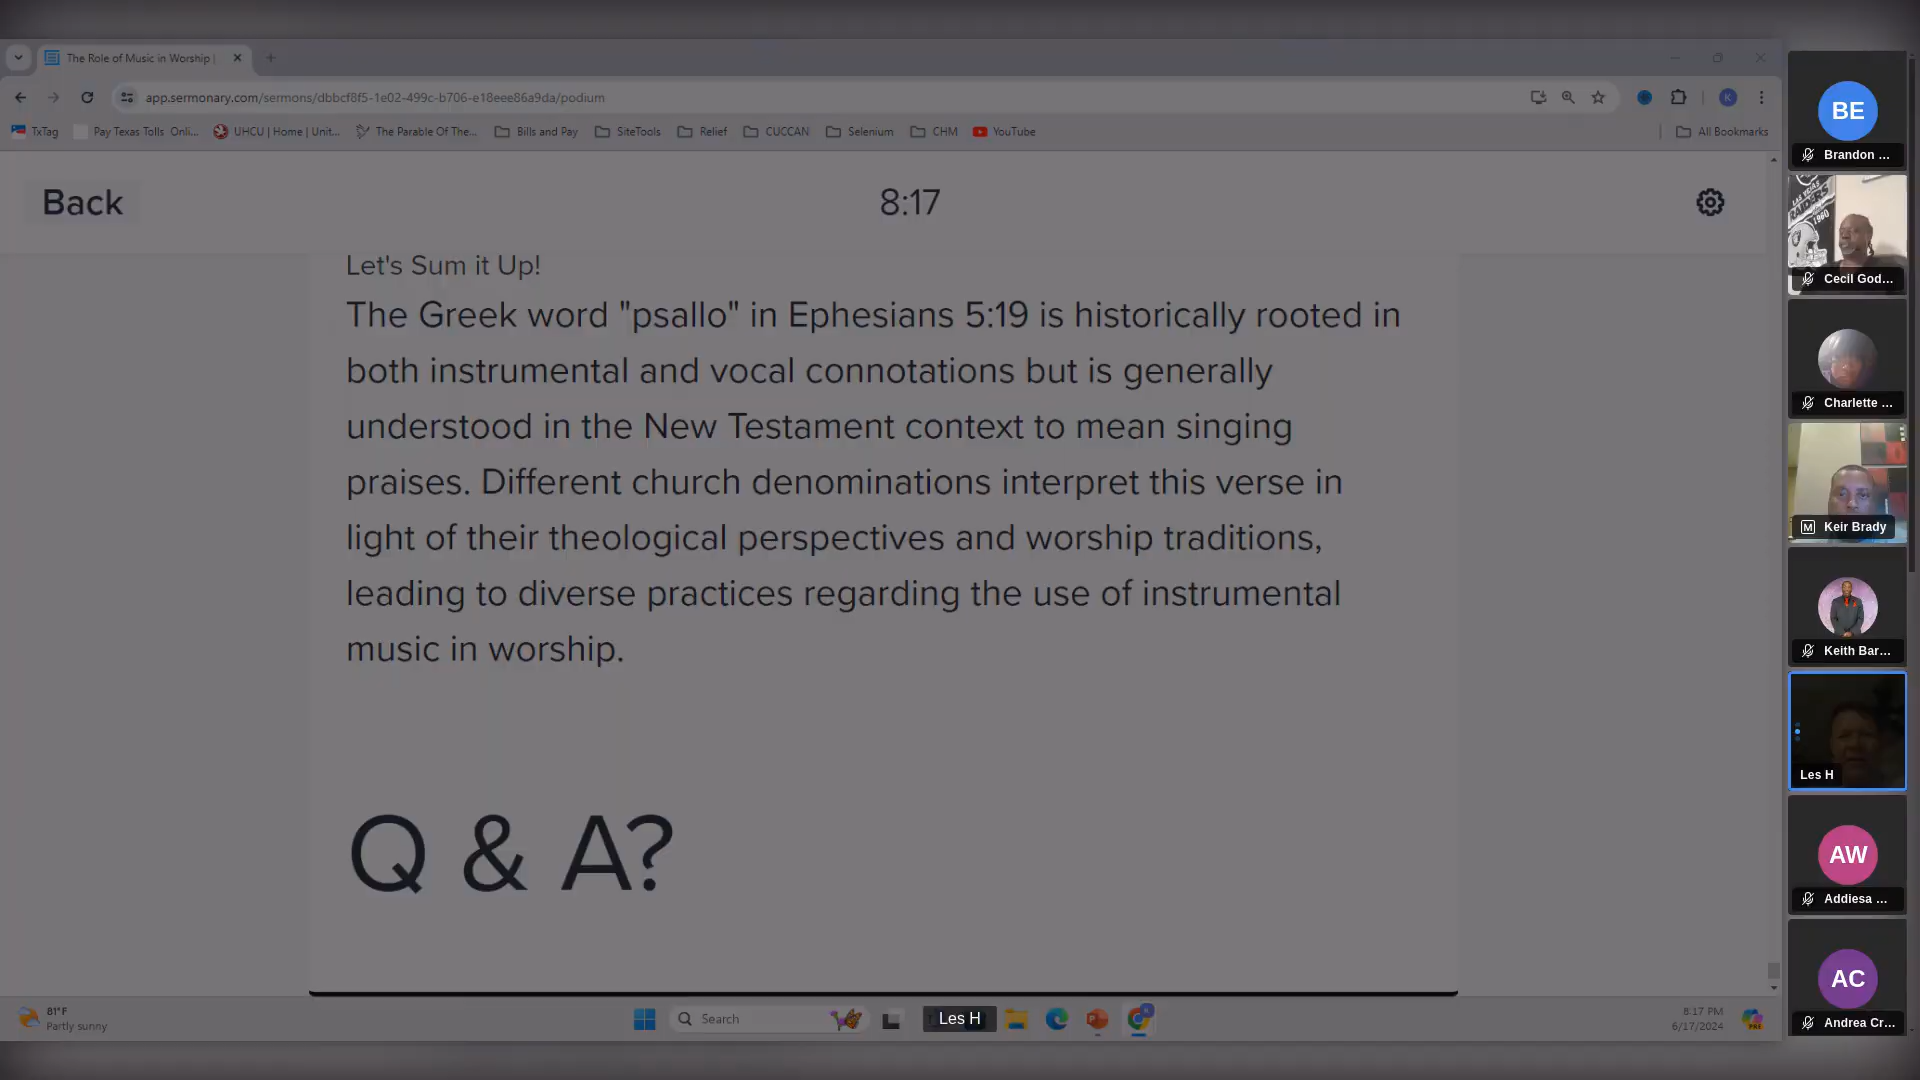 The Role of Music in Worship |
app.sermonary.com/sermons/dbbcf8f5-1e02-499c-b706-e18eee86a9da/podium
TxTag
Pay Texas Tolls Onli...
UHCU | Home | Unit...
The Parable Of The...
Bills and Pay
SiteTools
Relief
CUCCAN
Selenium
CHM
YouTube
All Bookmarks
Back
8:17
Let's Sum it Up!
The Greek word "psallo" in Ephesians 5:19 is historically rooted in
both instrumental and vocal connotations but is generally
understood in the New Testament context to mean singing
praises. Different church denominations interpret this verse in
light of their theological perspectives and worship traditions,
leading to diverse practices regarding the use of instrumental
music in worship.
Q & A?
81°F
Partly sunny
Search
Les H
8:17 PM
6/17/2024
BE
Brandon ...
LAS VEGAS
RAIDERS
1960
Cecil God...
Charlette ...
M
Keir Brady
Keith Bar...
Les H
AW
Addiesa ...
AC
Andrea Cr...